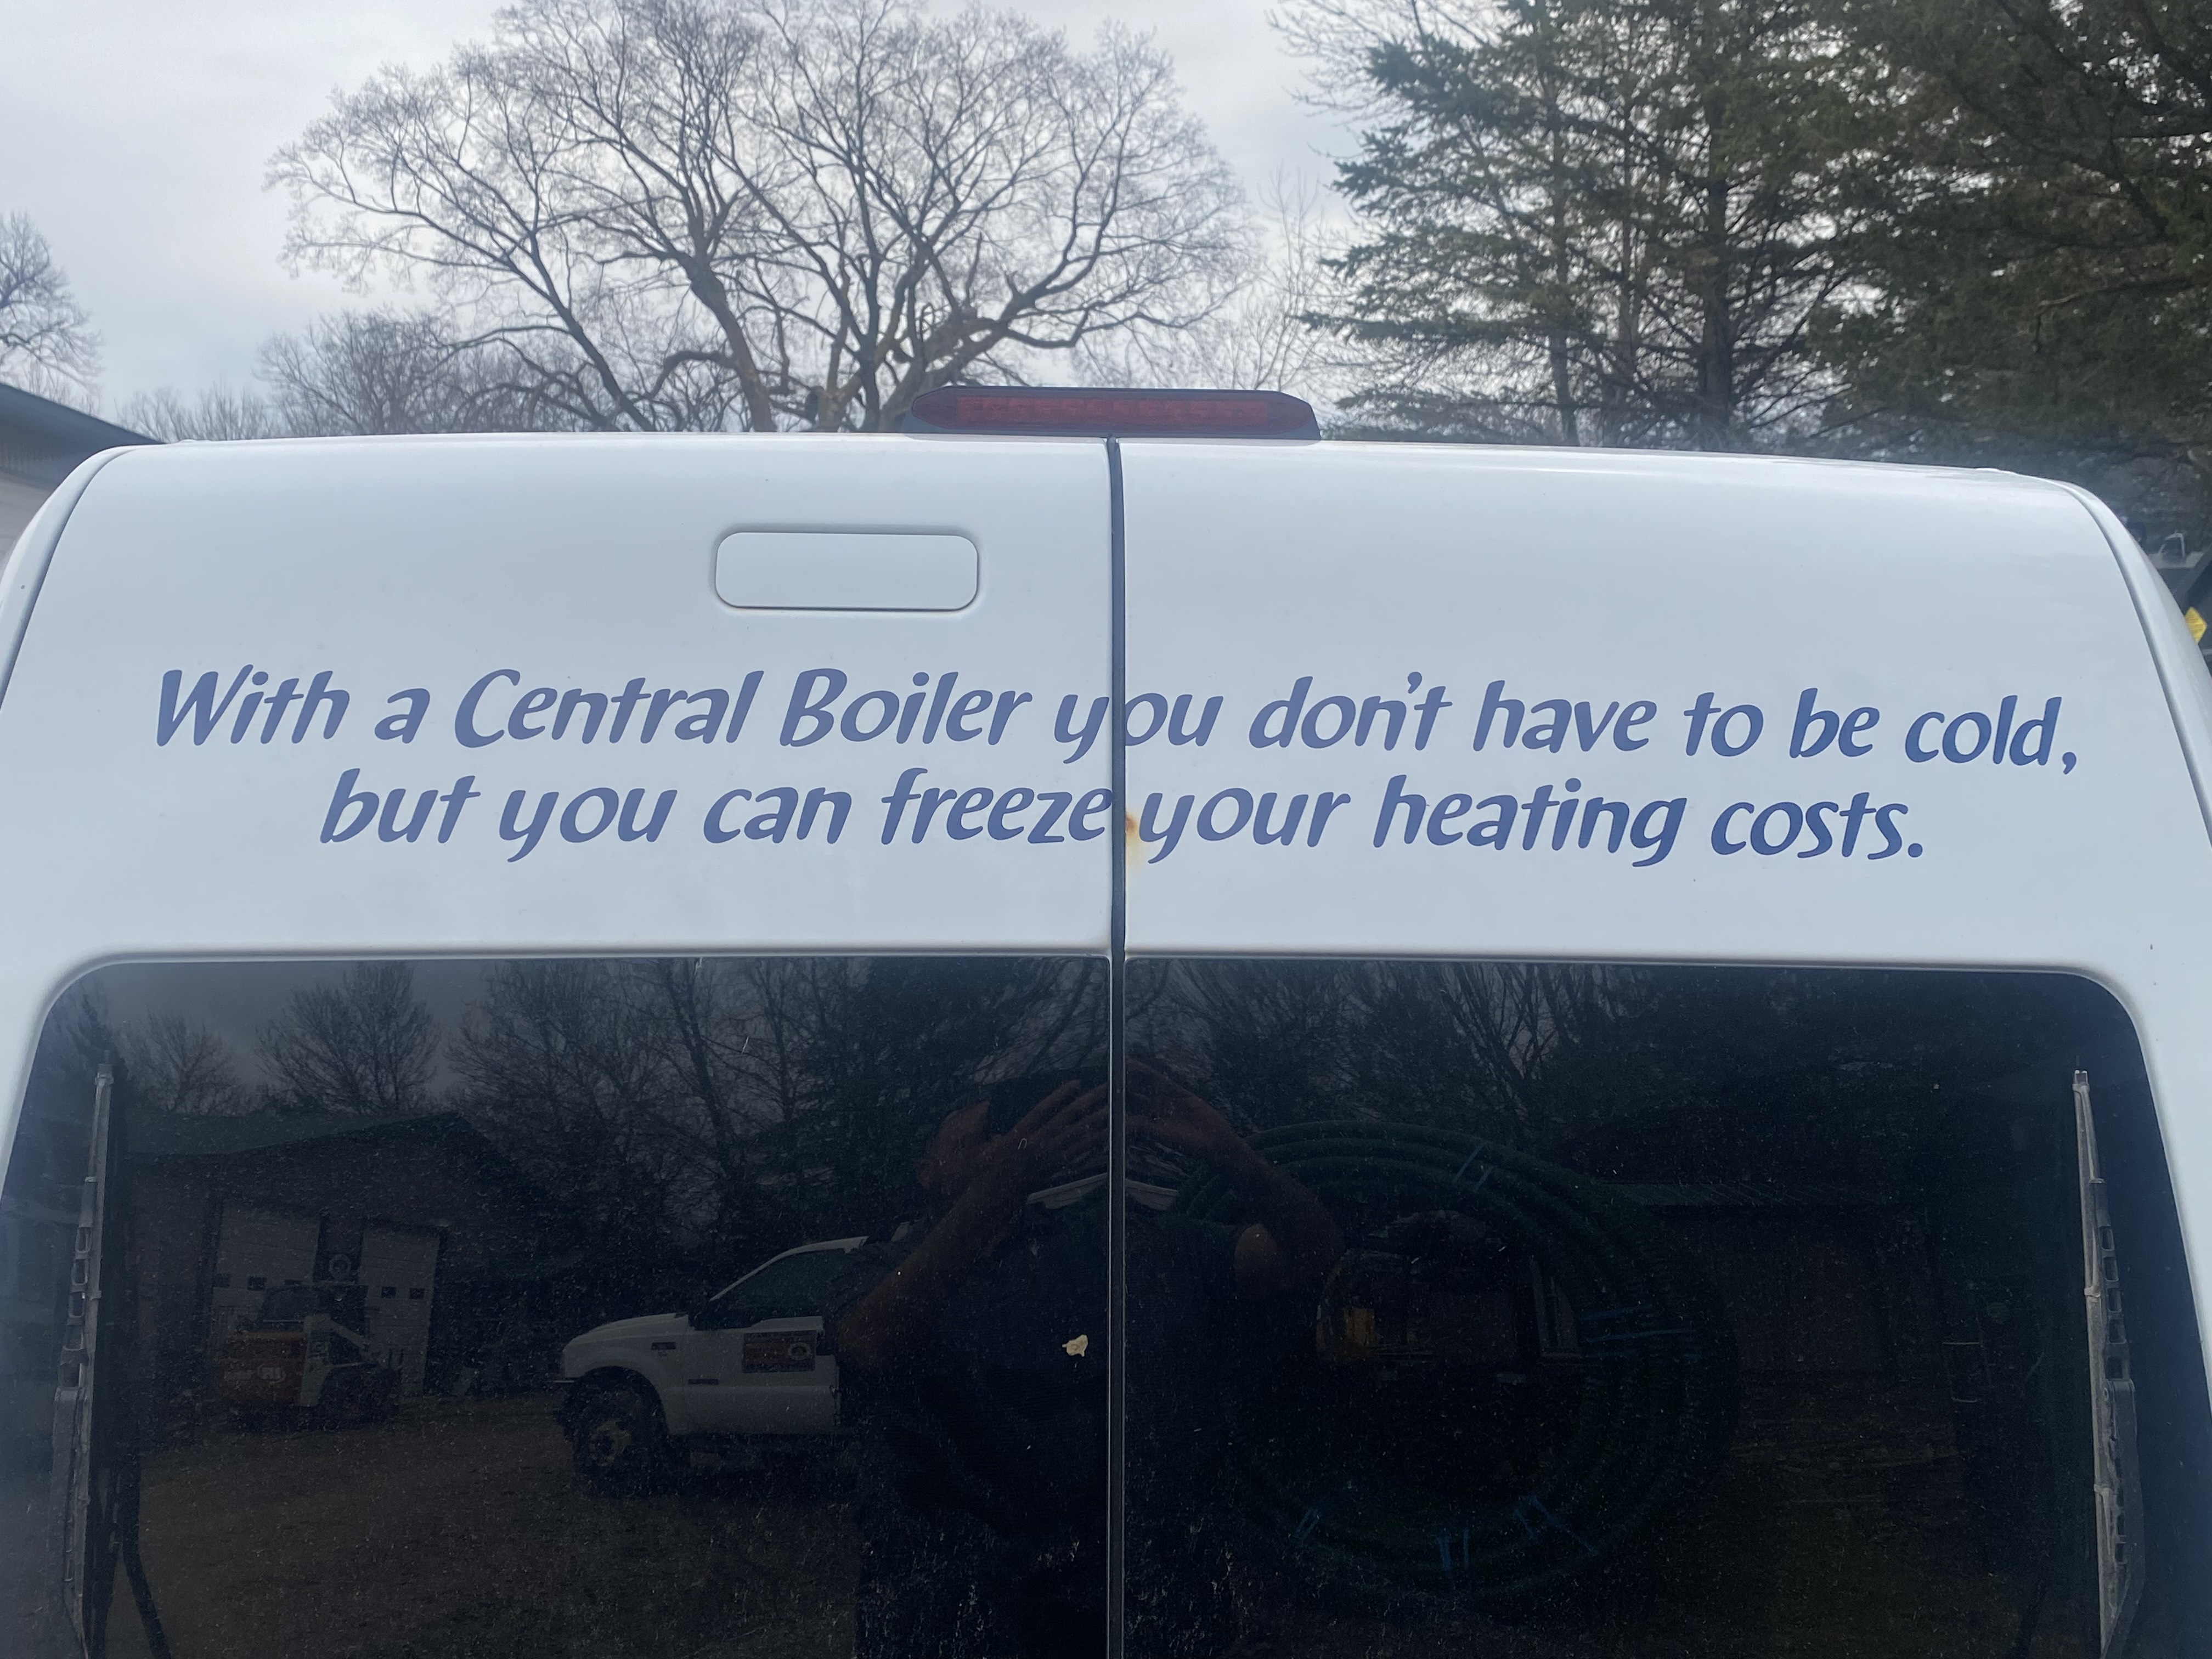 With a Central Boiler you don't have to be cold,
but you can freeze your heating costs.